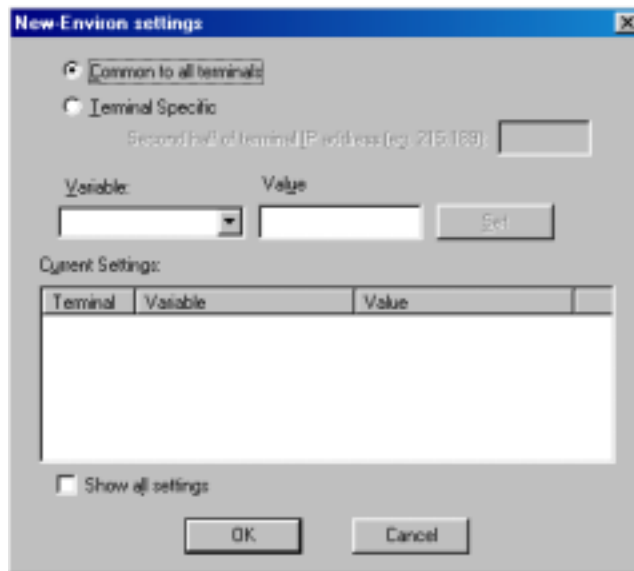 New-Environ settings
Common to all terminals
Terminal Specific
Second half of terminal IP address (eg. 215.189):
Variable: Value
Set
Current Settings:
Terminal Variable Value
Show all settings
OK Cancel